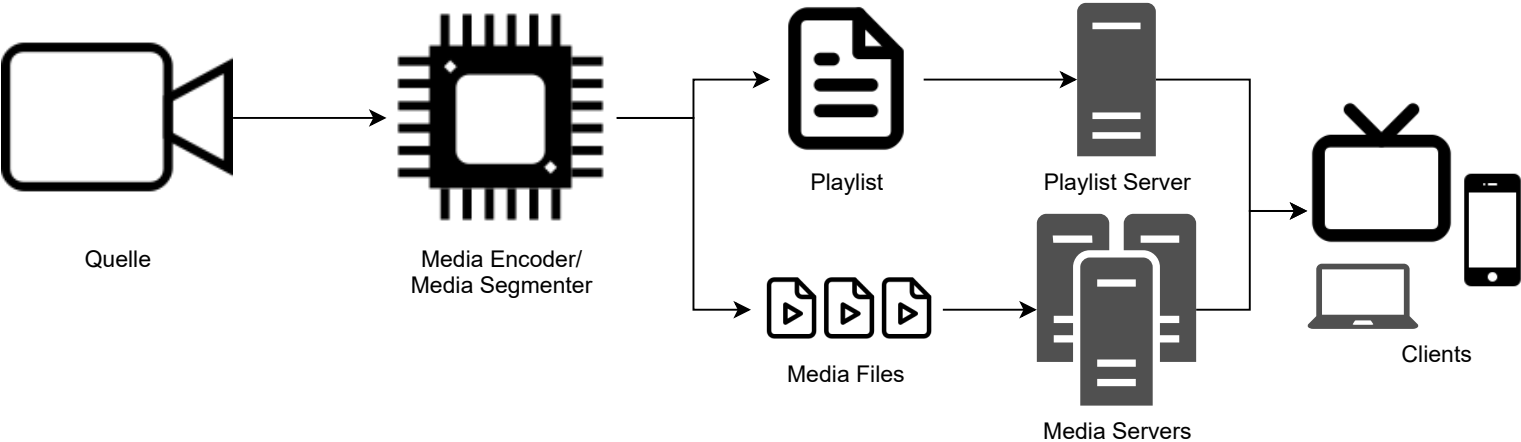 Quelle
Media Encoder/
Media Segmenter
Playlist
Playlist Server
Media Files
Media Servers
Clients